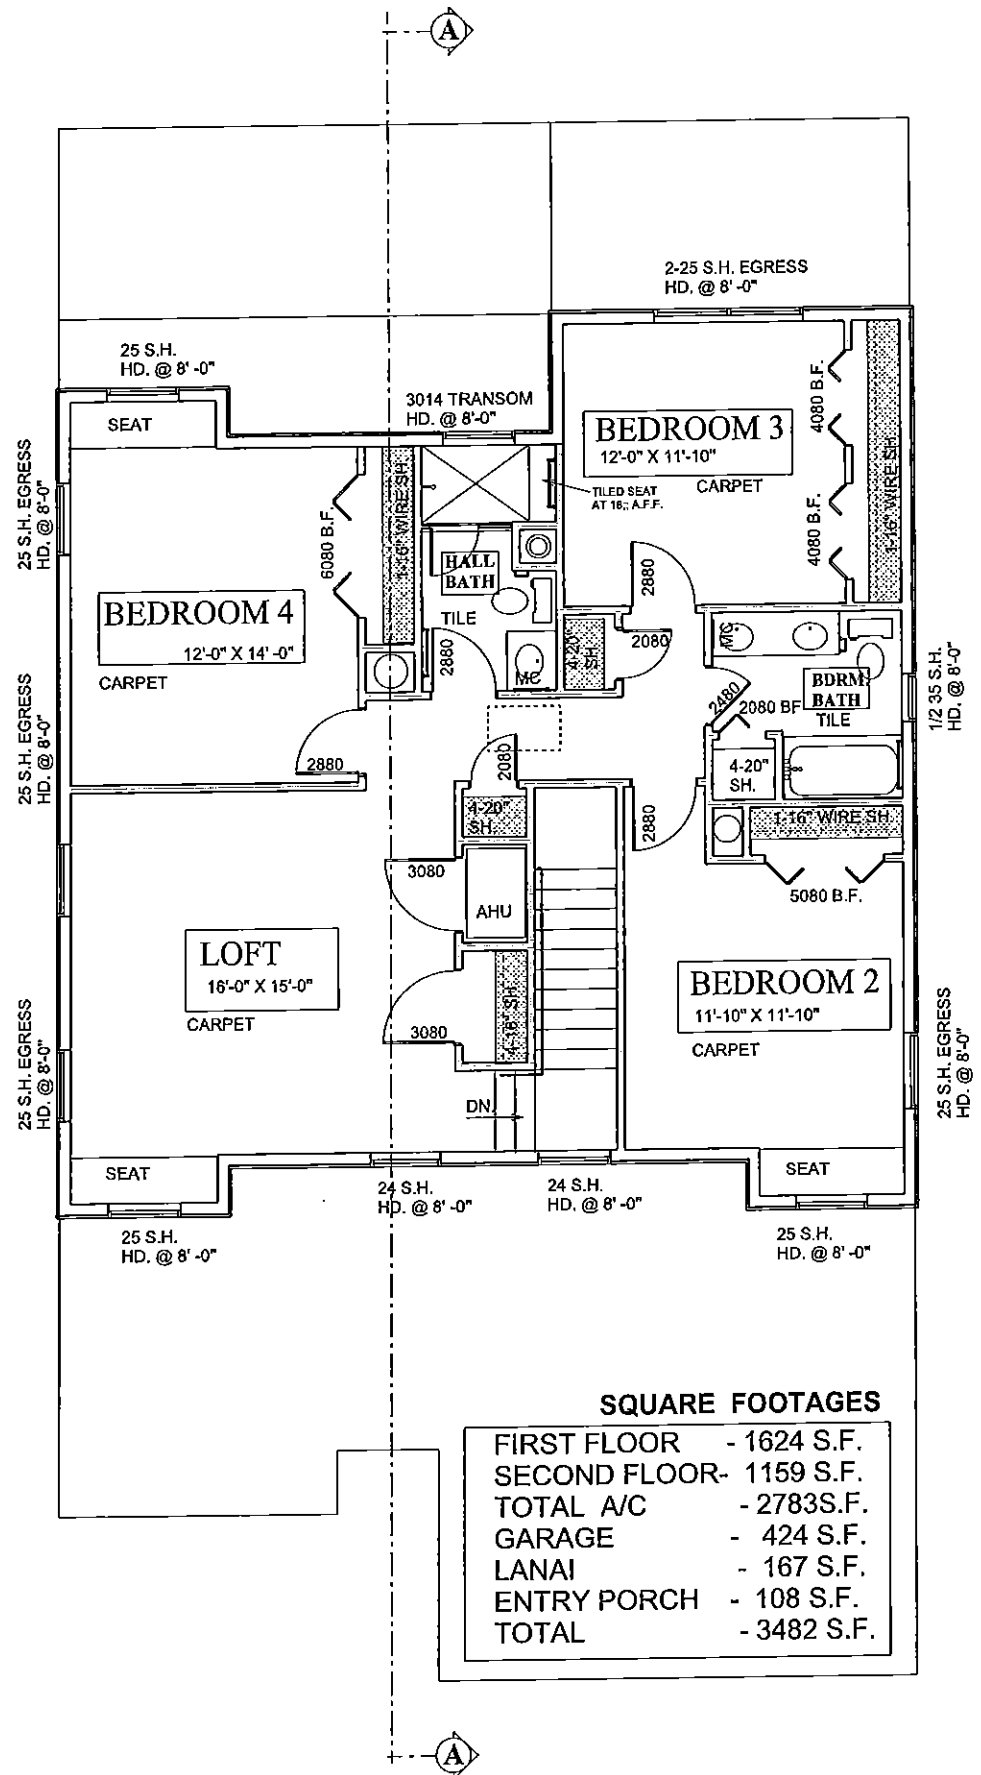 A
2-25 S.H. EGRESS
HD. @ 8'-0"
25 S.H.
HD. @ 8'-0"
SEAT
3014 TRANSOM
HD. @ 8'-0"
25 S.H. EGRESS
HD. @ 8'-0"
6080 B.F.
1-16" WIRE SH.
TILED SEAT
AT 16;; A.F.F.
BEDROOM 3
12'-0" X 11'-10"
CARPET
4080 B.F.
4080 B.F.
1-16" WIRE SH.
HALL
BATH
TILE
2880
MC
BEDROOM 4
12'-0" X 14'-0"
CARPET
2880
2880
4-20"
SH.
2080
MC
BDRM
BATH
TILE
2480
2080 BF
1/2 35 S.H.
HD. @ 8'-0"
25 S.H. EGRESS
HD. @ 8'-0"
2080
4-20"
SH.
4-20"
SH.
2880
1-16" WIRE SH.
5080 B.F.
3080
AHU
LOFT
16'-0" X 15'-0"
CARPET
3080
4-16" SH.
BEDROOM 2
11'-10" X 11'-10"
CARPET
25 S.H. EGRESS
HD. @ 8'-0"
25 S.H. EGRESS
HD. @ 8'-0"
DN.
SEAT
SEAT
24 S.H.
HD. @ 8'-0"
24 S.H.
HD. @ 8'-0"
25 S.H.
HD. @ 8'-0"
25 S.H.
HD. @ 8'-0"
SQUARE FOOTAGES
FIRST FLOOR - 1624 S.F.
SECOND FLOOR- 1159 S.F.
TOTAL A/C - 2783S.F.
GARAGE - 424 S.F.
LANAI - 167 S.F.
ENTRY PORCH - 108 S.F.
TOTAL - 3482 S.F.
A